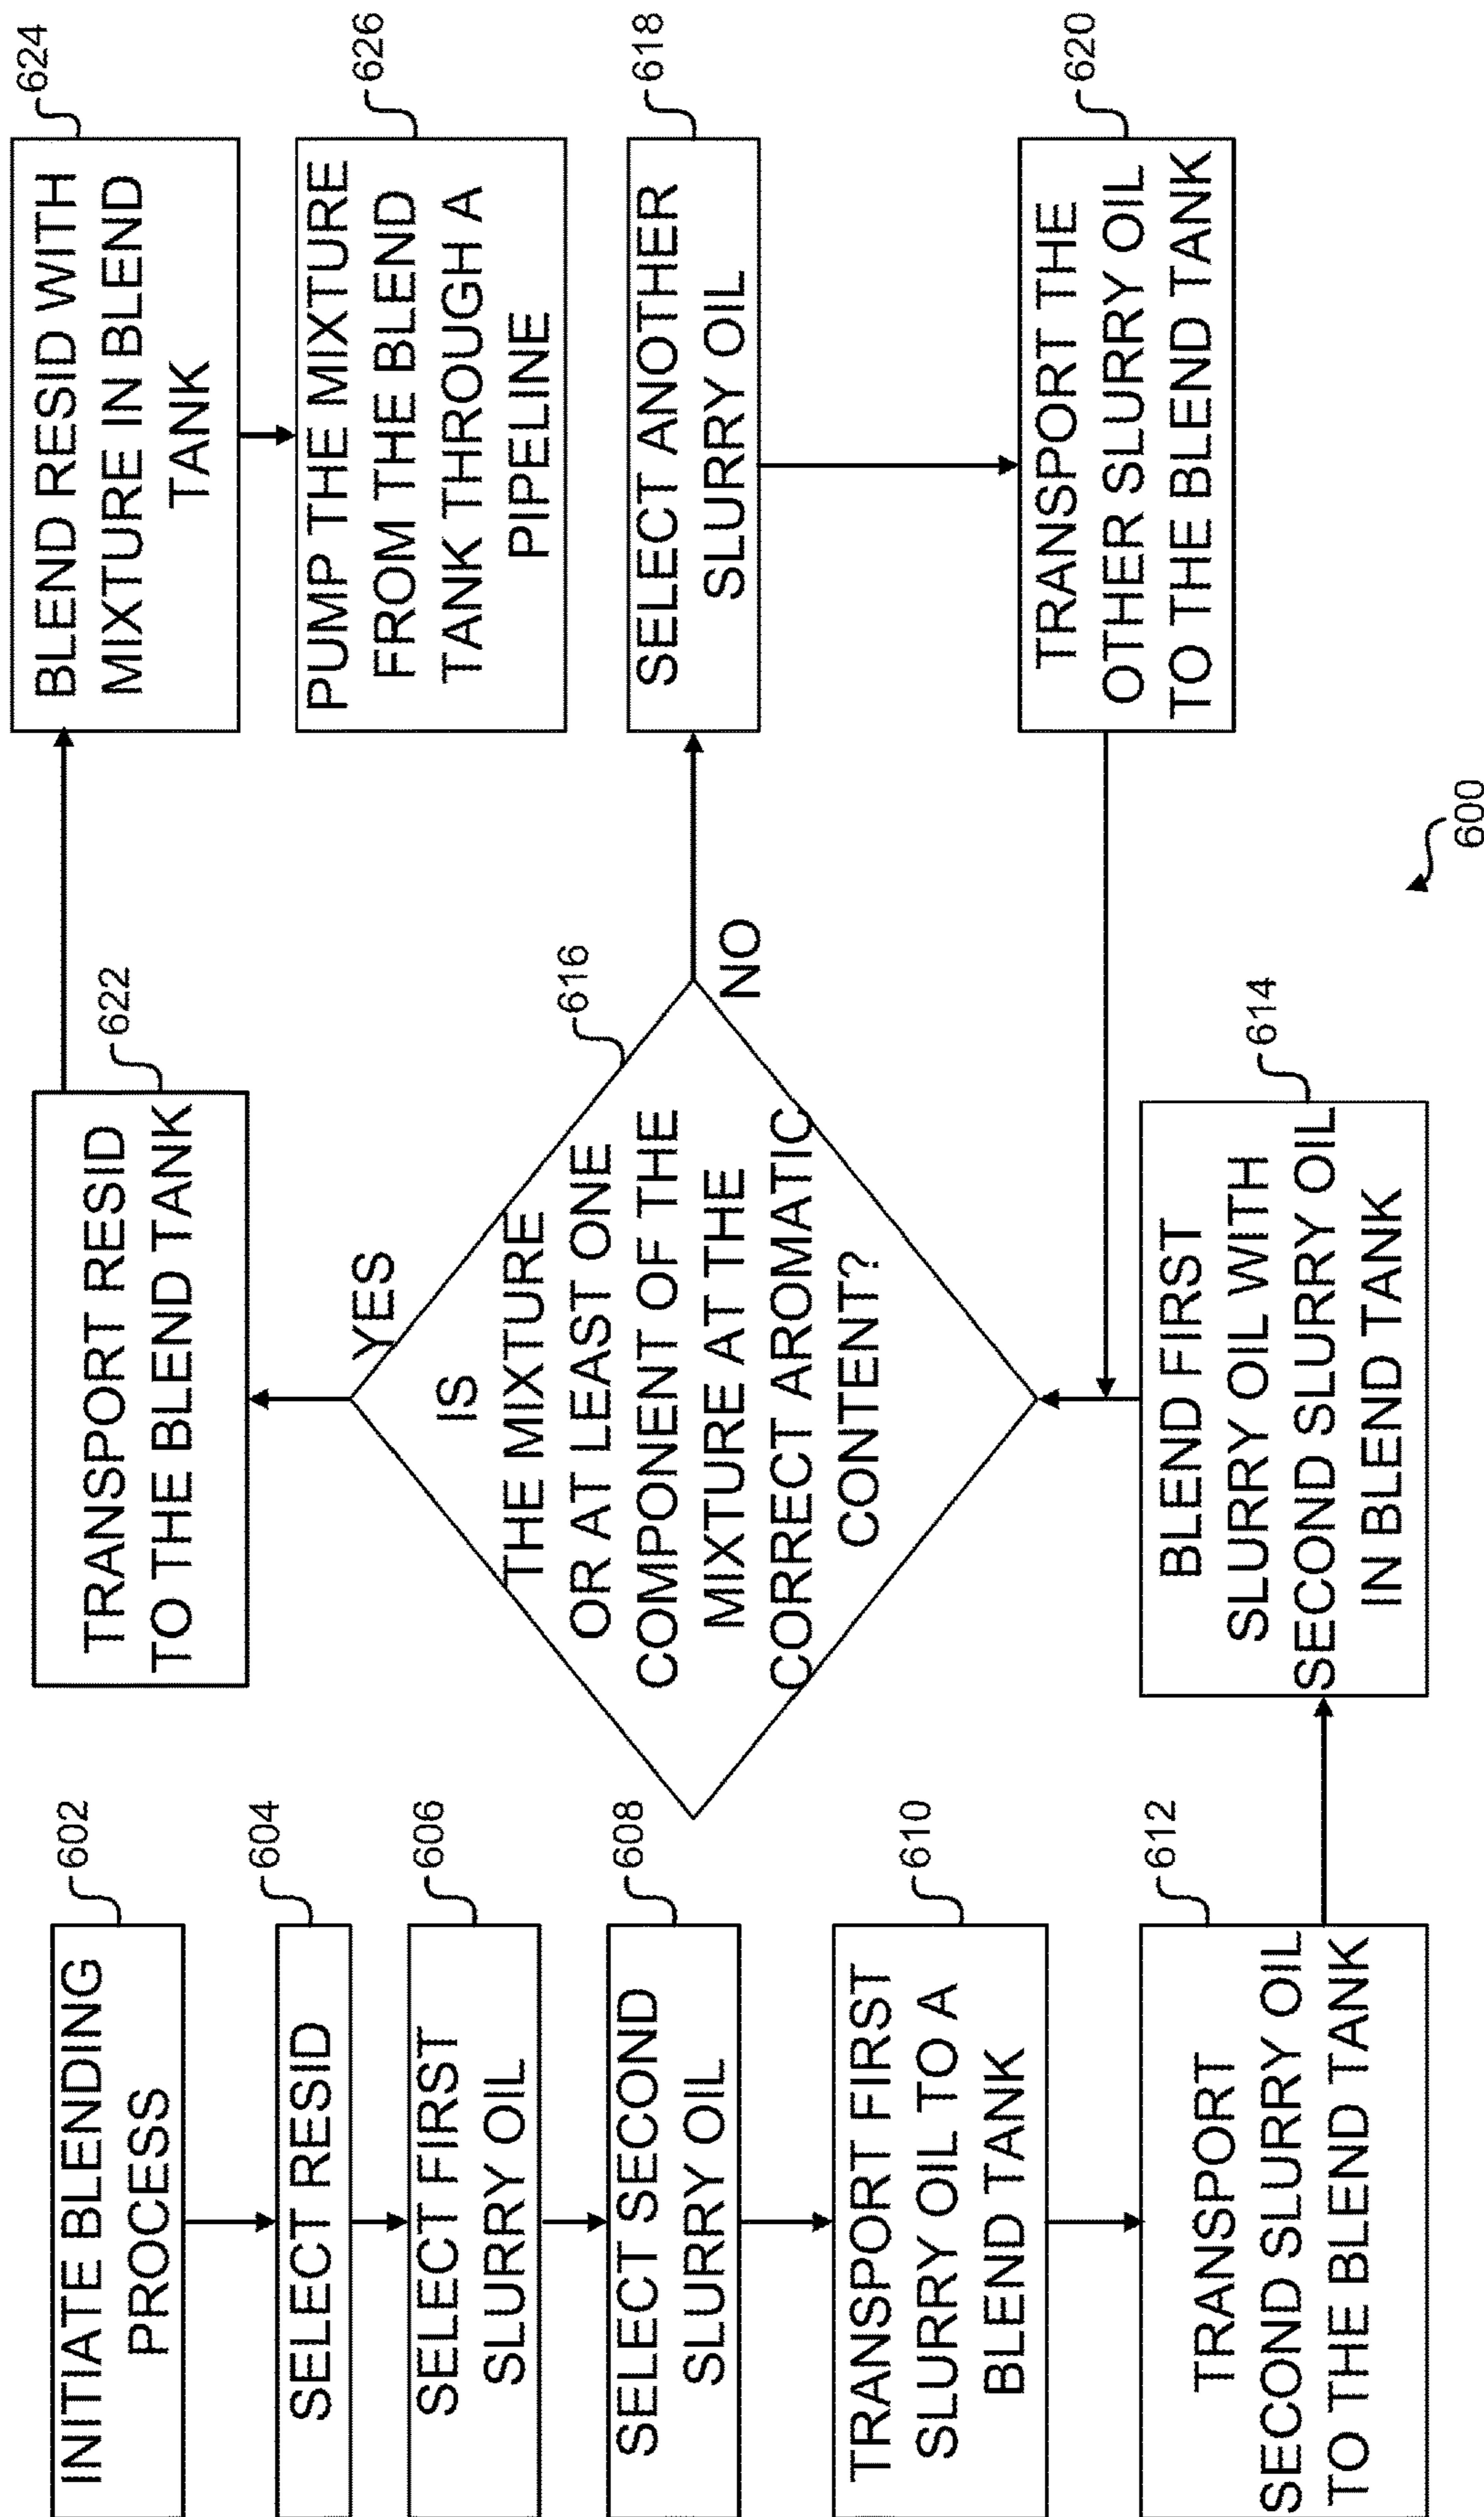 602
INITIATE BLENDING
PROCESS
604
SELECT RESID
606
SELECT FIRST
SLURRY OIL
608
SELECT SECOND
SLURRY OIL
610
TRANSPORT FIRST
SLURRY OIL TO A
BLEND TANK
612
TRANSPORT
SECOND SLURRY OIL
TO THE BLEND TANK
622
TRANSPORT RESID
TO THE BLEND TANK
YES
616
IS
THE MIXTURE
OR AT LEAST ONE
COMPONENT OF THE
MIXTURE AT THE
CORRECT AROMATIC
CONTENT?
NO
614
BLEND FIRST
SLURRY OIL WITH
SECOND SLURRY OIL
IN BLEND TANK
624
BLEND RESID WITH
MIXTURE IN BLEND
TANK
626
PUMP THE MIXTURE
FROM THE BLEND
TANK THROUGH A
PIPELINE
618
SELECT ANOTHER
SLURRY OIL
620
TRANSPORT THE
OTHER SLURRY OIL
TO THE BLEND TANK
600